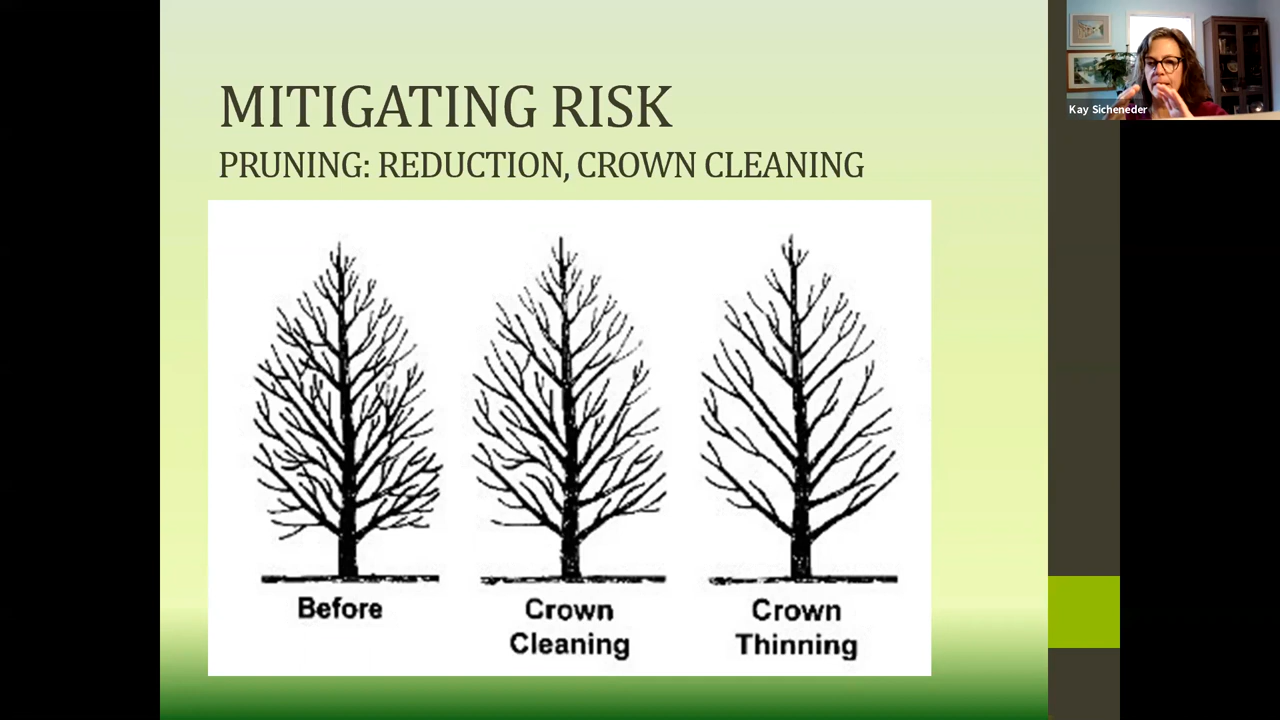 MITIGATING RISK
PRUNING: REDUCTION, CROWN CLEANING
Before
Crown
Cleaning
Crown
Thinning
Kay Sicheneder